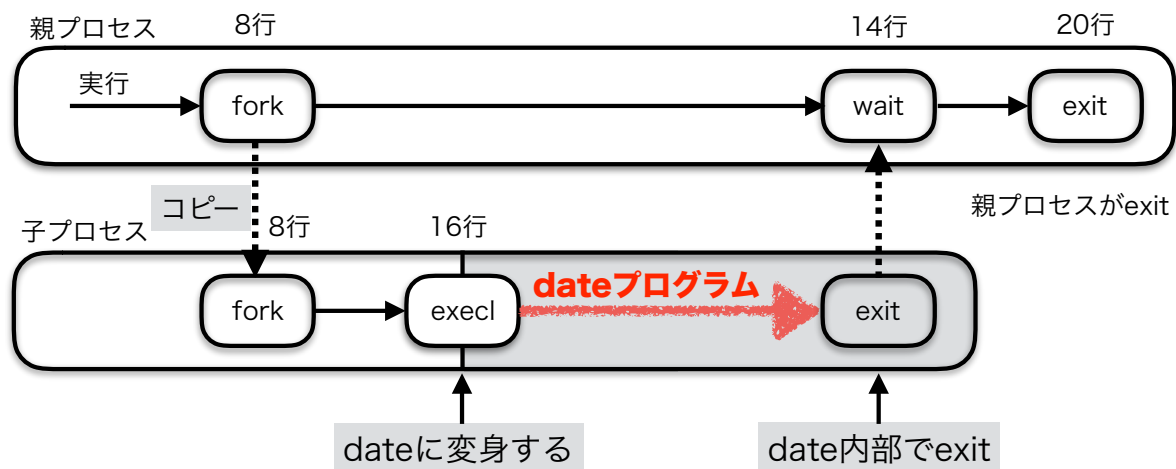 親プロセス
8行
14行
20行
実行
fork
wait
exit
コピー
親プロセスがexit
子プロセス
8行
16行
fork
execl
dateプログラム
exit
dateに変身する
date内部でexit